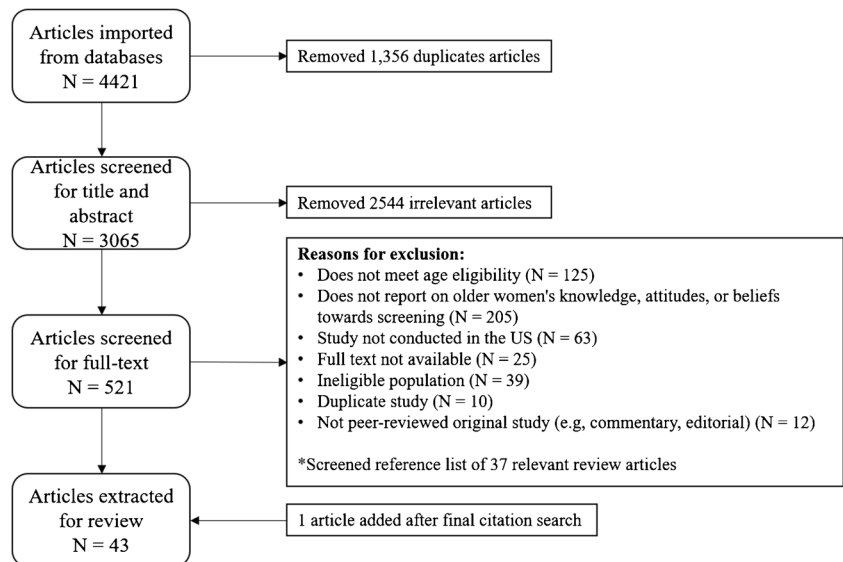 Articles imported
from databases
N = 4421
Removed 1,356 duplicates articles
Articles screened
for title and
abstract
N = 3065
Removed 2544 irrelevant articles
Articles screened
for full-text
N = 521
Reasons for exclusion:
• Does not meet age eligibility (N = 125)
• Does not report on older women's knowledge, attitudes, or beliefs
towards screening (N = 205)
• Study not conducted in the US (N = 63)
• Full text not available (N = 25)
• Ineligible population (N = 39)
• Duplicate study (N = 10)
• Not peer-reviewed original study (e.g, commentary, editorial) (N = 12)
*Screened reference list of 37 relevant review articles
Articles extracted
for review
N = 43
1 article added after final citation search